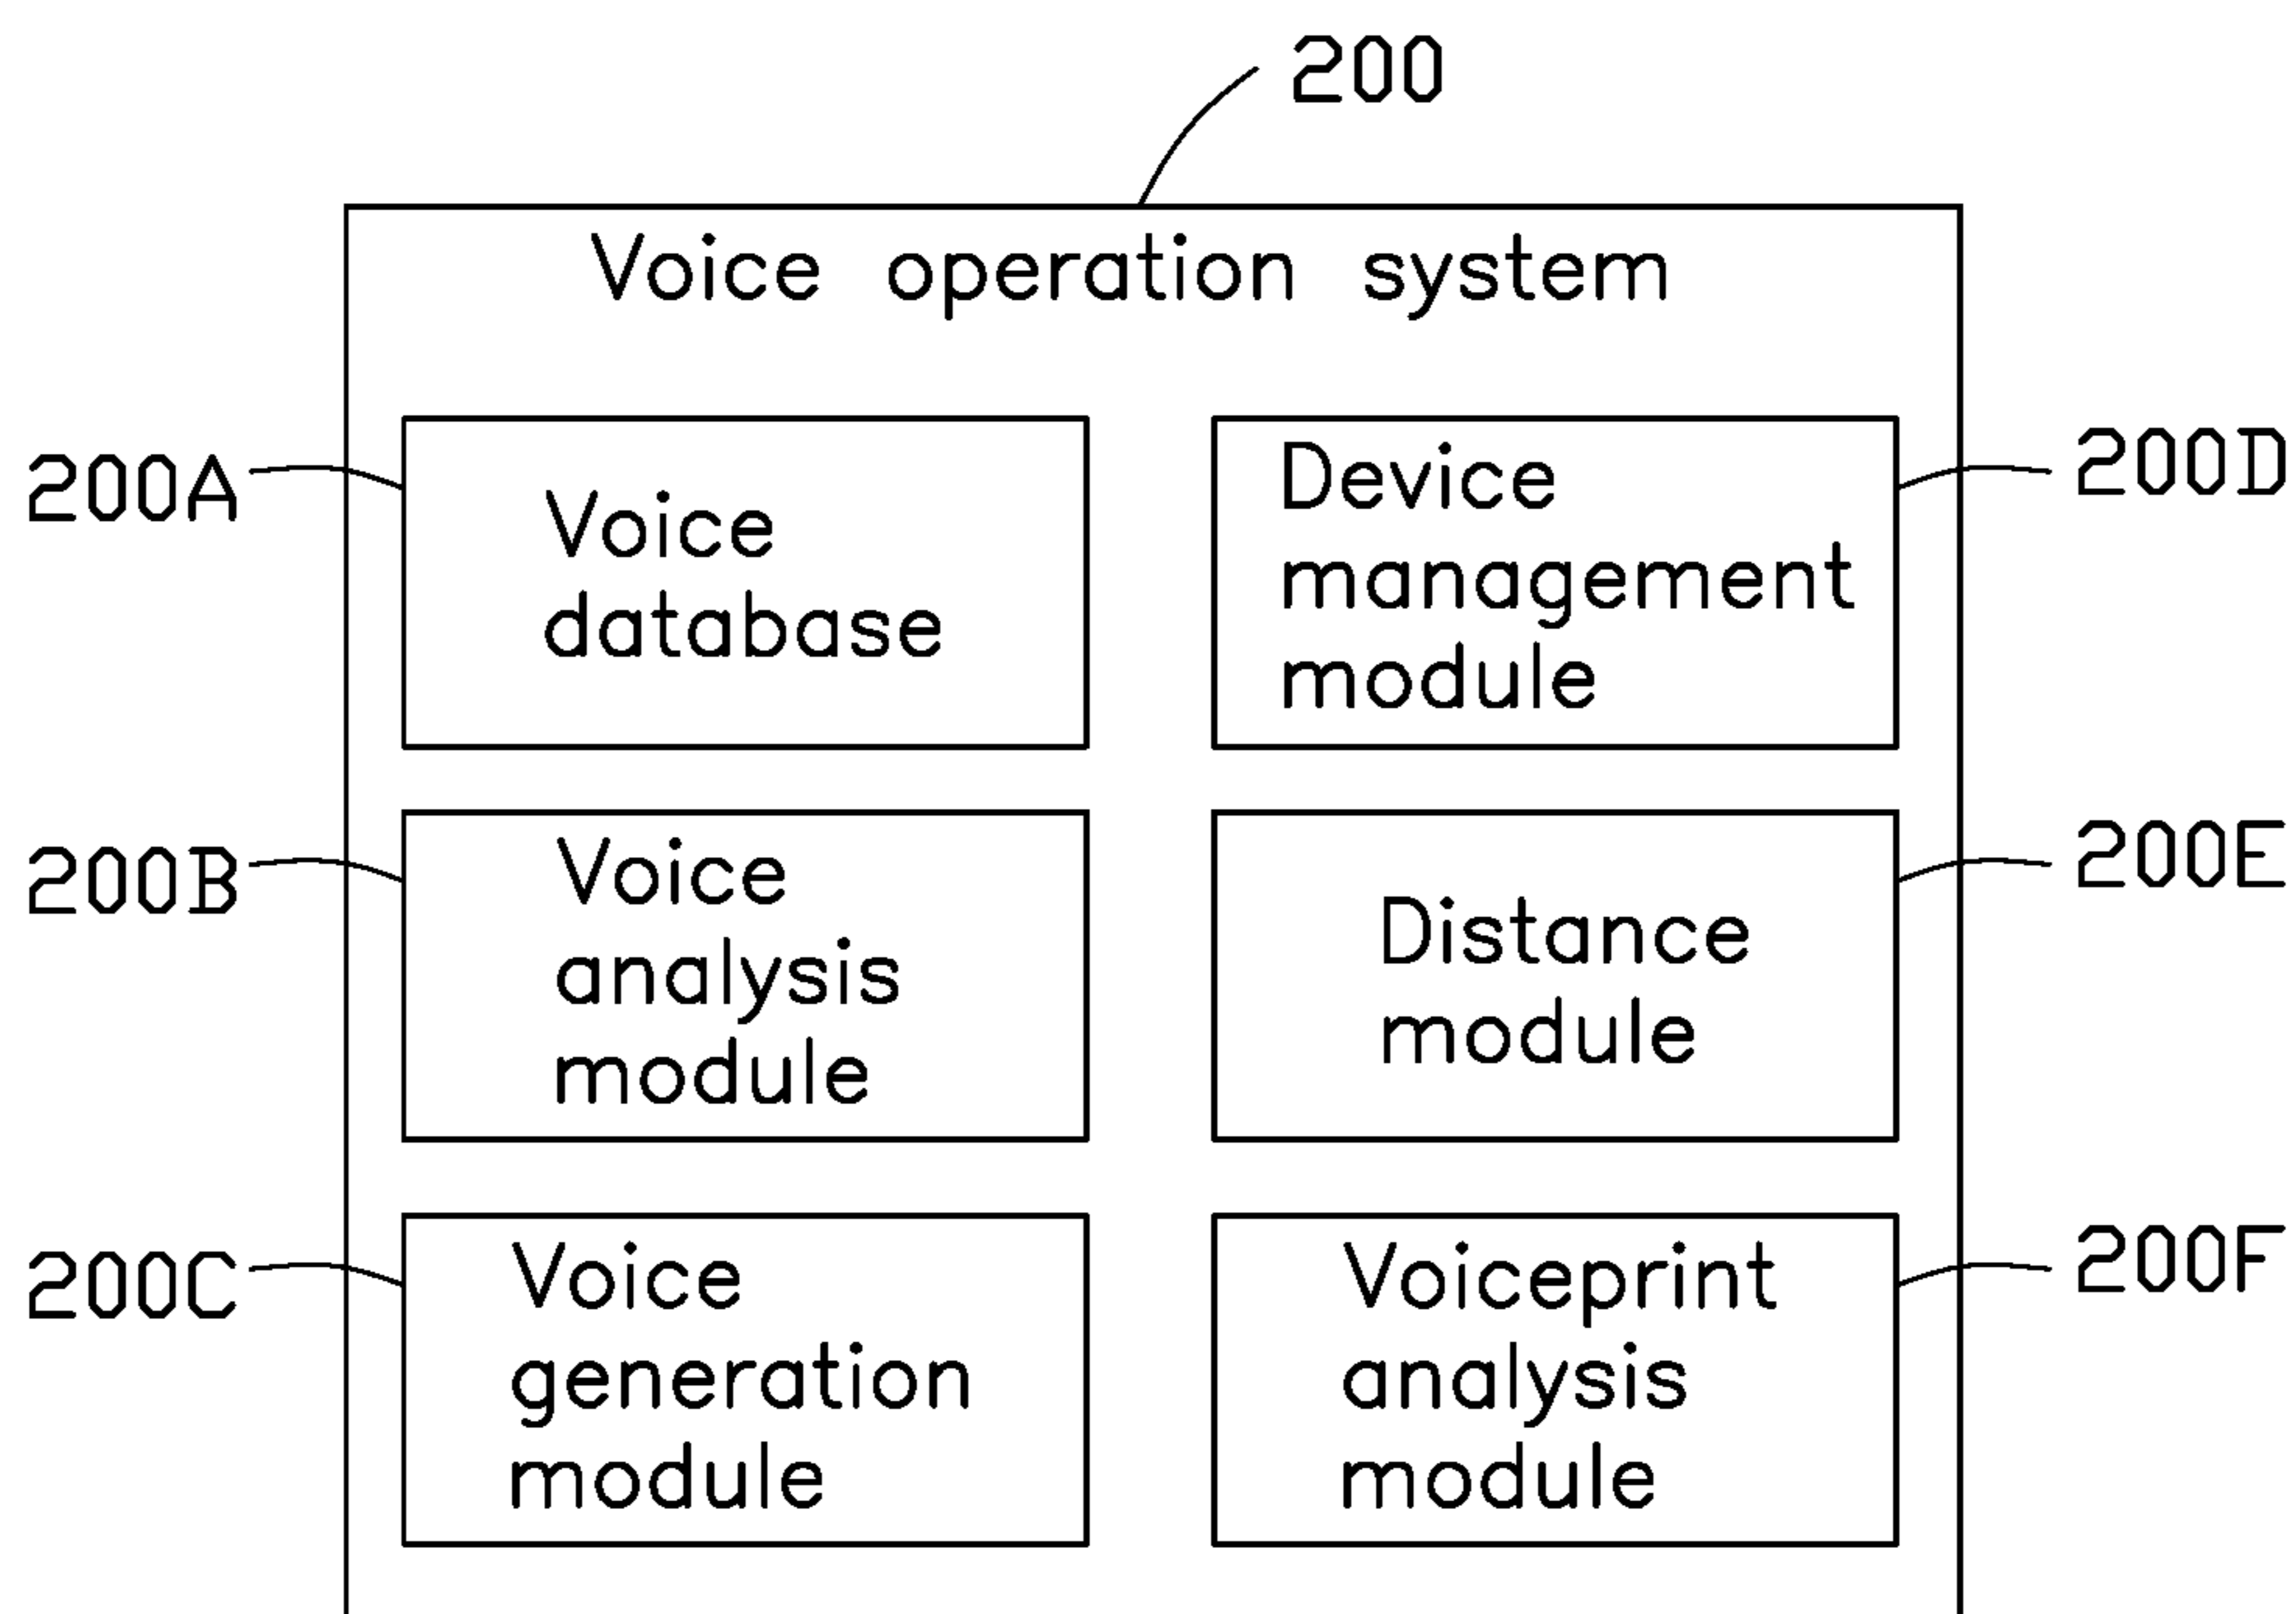 200
Voice operation system
200A
Voice
database
Device
management
module
200D
200B
Voice
analysis
module
Distance
module
200E
200C
Voice
generation
module
Voiceprint
analysis
module
200F